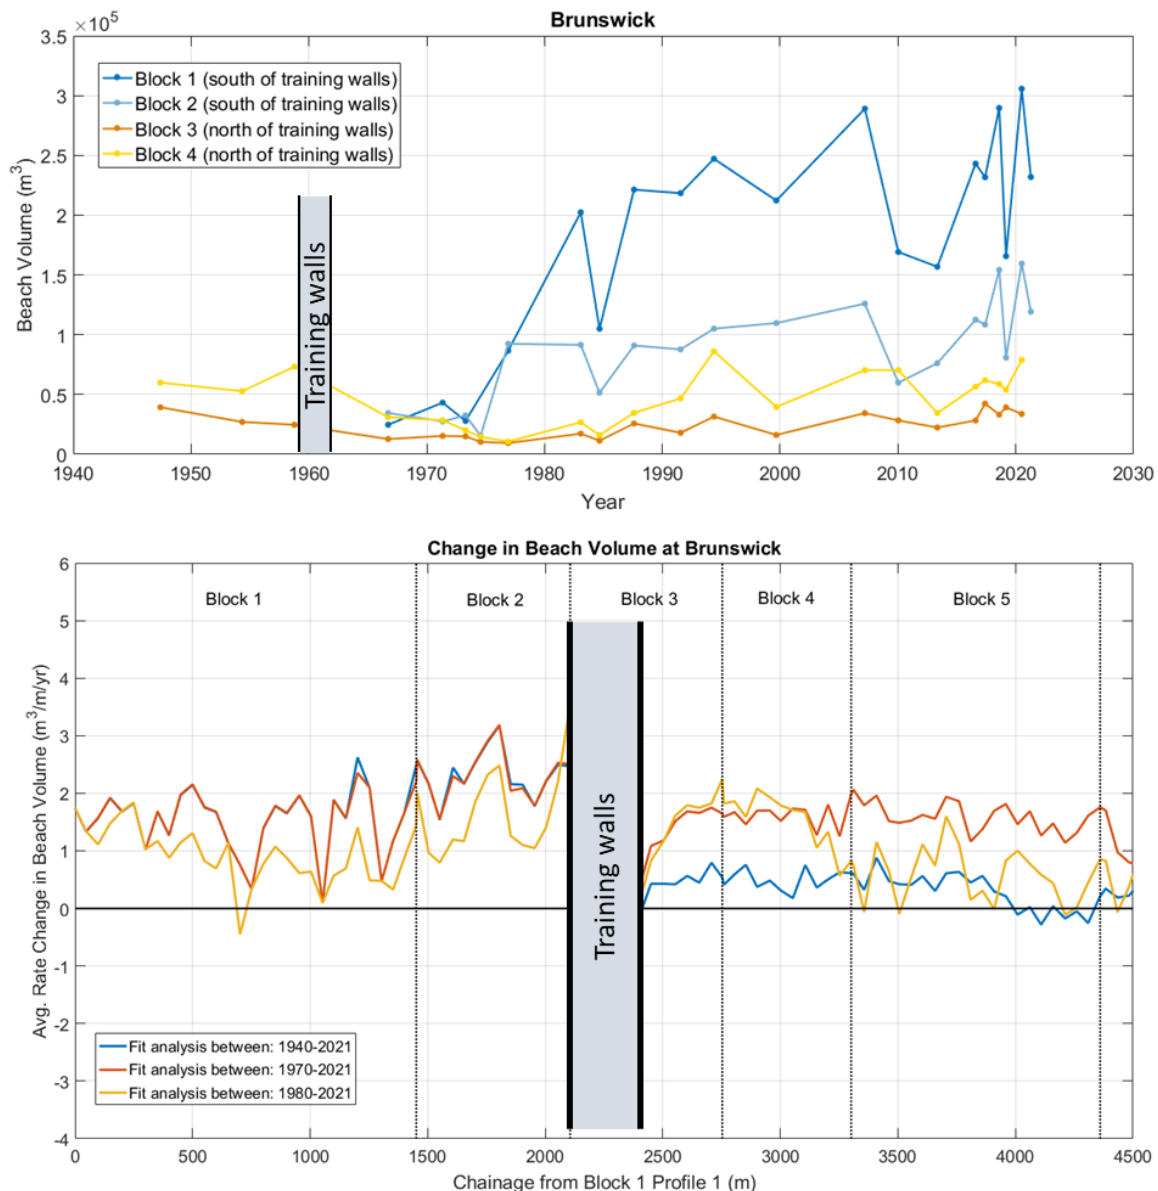 Brunswick
×10⁵
3.5
3
2.5
2
1.5
1
0.5
0
Beach Volume (m³)
Block 1 (south of training walls)
Block 2 (south of training walls)
Block 3 (north of training walls)
Block 4 (north of training walls)
Training walls
1940 1950 1960 1970 1980 1990 2000 2010 2020 2030
Year
Change in Beach Volume at Brunswick
6
5
4
3
2
1
0
-1
-2
-3
-4
Avg. Rate Change in Beach Volume (m³/m/yr)
Block 1 Block 2 Block 3 Block 4 Block 5
Training walls
Fit analysis between: 1940-2021
Fit analysis between: 1970-2021
Fit analysis between: 1980-2021
0 500 1000 1500 2000 2500 3000 3500 4000 4500
Chainage from Block 1 Profile 1 (m)